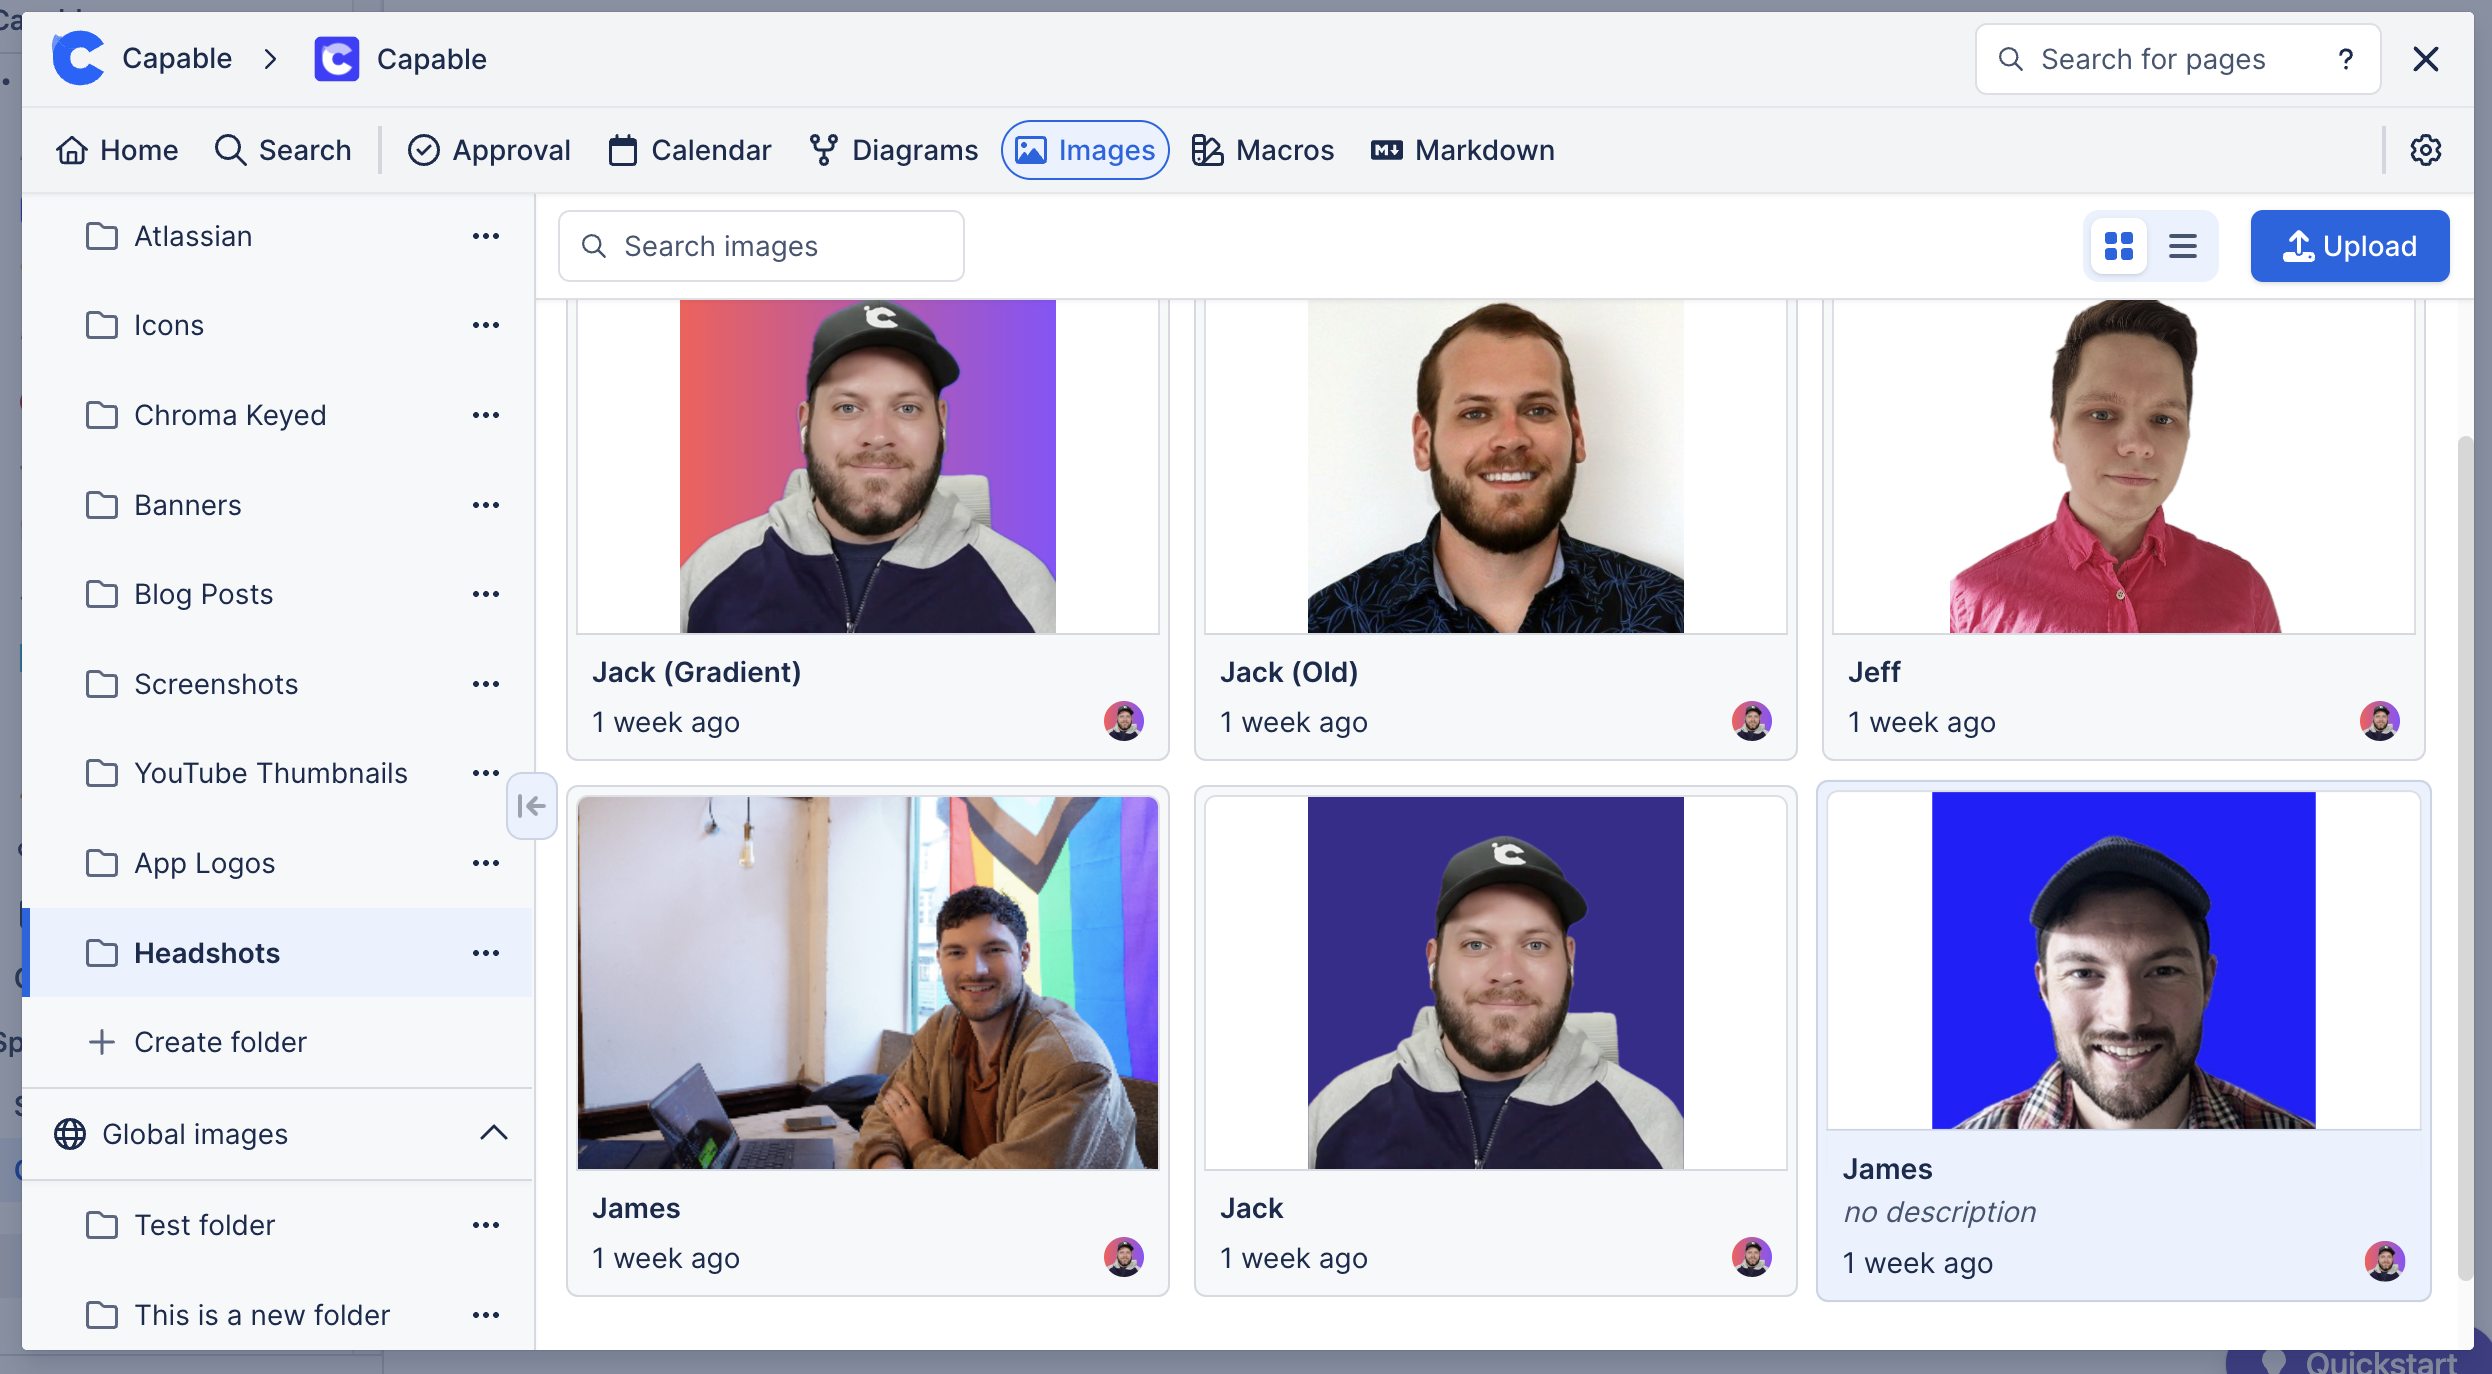 Capable > Capable
Search for pages ?
Home
Search
Approval
Calendar
Diagrams
Images
Macros
Markdown
Atlassian
Icons
Chroma Keyed
Banners
Blog Posts
Screenshots
YouTube Thumbnails
App Logos
Headshots
Create folder
Global images
Test folder
This is a new folder
Search images
Upload
Jack (Gradient)
1 week ago
Jack (Old)
1 week ago
Jeff
1 week ago
James
1 week ago
Jack
1 week ago
James
no description
1 week ago
Quickstart